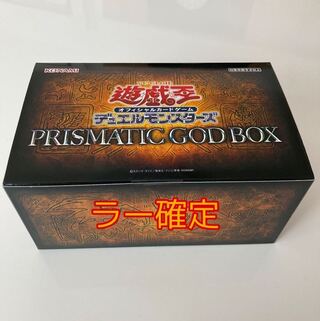 KONAMI
遊戯王
オフィシャルカードゲーム
デュエルモンスターズ
PRISMATIC GOD BOX
ラー確定